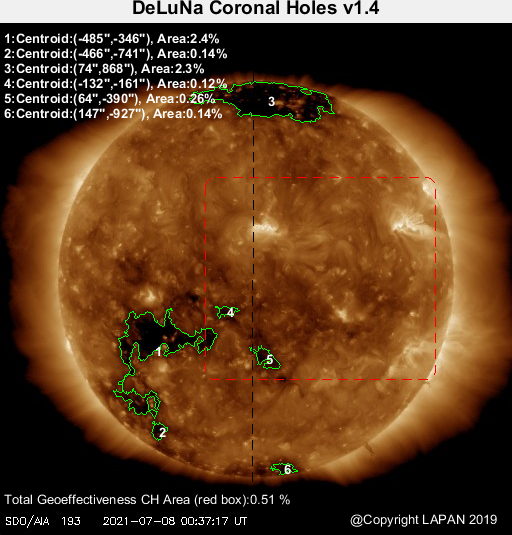 DeLuNa Coronal Holes v1.4
1:Centroid:(-485",-346"), Area:2.4%
2:Centroid:(-466",-741"), Area:0.14%
3:Centroid:(74",868"), Area:2.3%
4:Centroid:(-132",-161"), Area:0.12%
5:Centroid:(64",-390"), Area:0.26%
6:Centroid:(147",-927"), Area:0.14%
3
4
1
5
2
6
Total Geoeffectiveness CH Area (red box):0.51 %
SDO/AIA 193 2021-07-08 00:37:17 UT
@Copyright LAPAN 2019